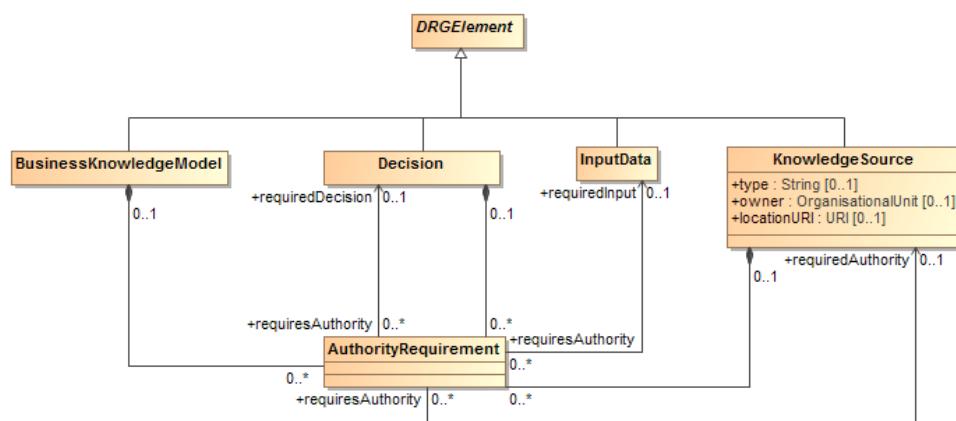 DRGElement
BusinessKnowledgeModel
Decision
InputData
KnowledgeSource
+type : String [0..1]
+owner : OrganisationalUnit [0..1]
+locationURI : URI [0..1]
0..1
+requiredDecision
0..1
0..1
+requiredInput
0..1
0..1
+requiredAuthority
0..1
+requiresAuthority
0..*
0..*
+requiresAuthority
0..*
AuthorityRequirement
0..*
0..*
+requiresAuthority
0..*